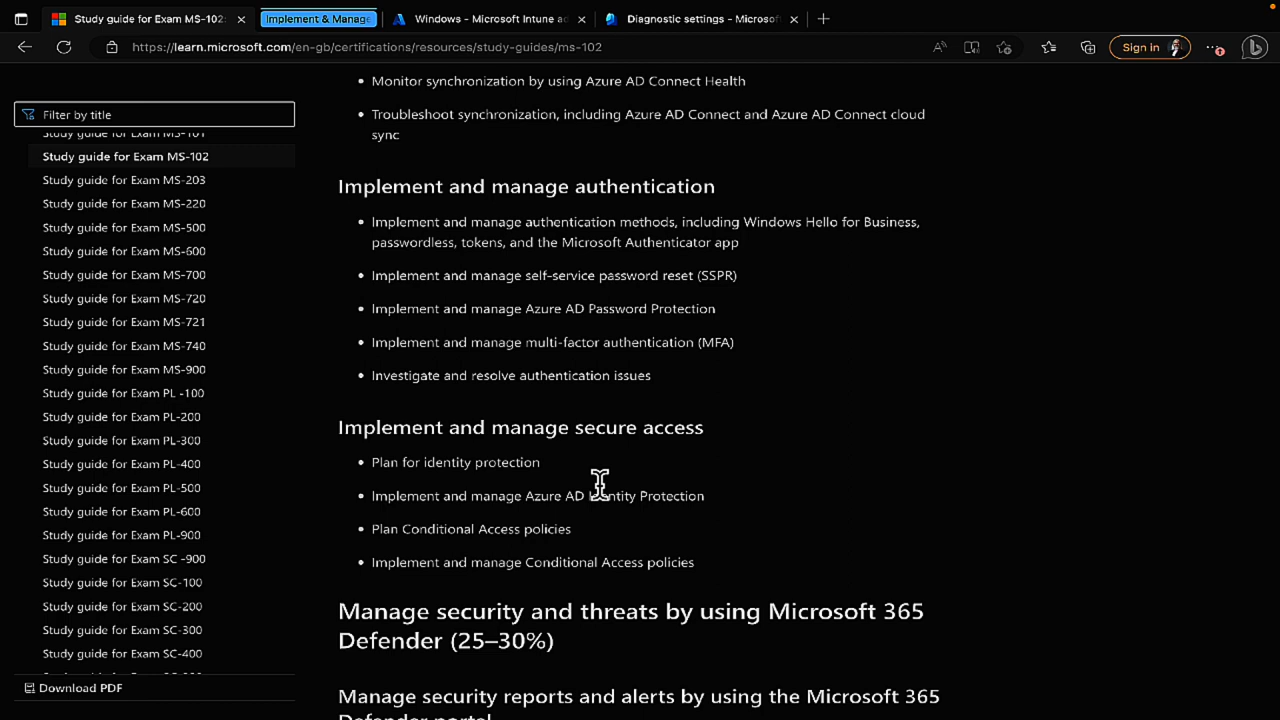 Study guide for Exam MS-102:
Implement & Manage
Windows - Microsoft Intune ad
Diagnostic settings - Microsoft
https://learn.microsoft.com/en-gb/certifications/resources/study-guides/ms-102
Sign in
Filter by title
Study guide for Exam MS-101
Study guide for Exam MS-102
Study guide for Exam MS-203
Study guide for Exam MS-220
Study guide for Exam MS-500
Study guide for Exam MS-600
Study guide for Exam MS-700
Study guide for Exam MS-720
Study guide for Exam MS-721
Study guide for Exam MS-740
Study guide for Exam MS-900
Study guide for Exam PL -100
Study guide for Exam PL-200
Study guide for Exam PL-300
Study guide for Exam PL-400
Study guide for Exam PL-500
Study guide for Exam PL-600
Study guide for Exam PL-900
Study guide for Exam SC -900
Study guide for Exam SC-100
Study guide for Exam SC-200
Study guide for Exam SC-300
Study guide for Exam SC-400
Download PDF
• Monitor synchronization by using Azure AD Connect Health
• Troubleshoot synchronization, including Azure AD Connect and Azure AD Connect cloud
sync
Implement and manage authentication
• Implement and manage authentication methods, including Windows Hello for Business,
passwordless, tokens, and the Microsoft Authenticator app
• Implement and manage self-service password reset (SSPR)
• Implement and manage Azure AD Password Protection
• Implement and manage multi-factor authentication (MFA)
• Investigate and resolve authentication issues
Implement and manage secure access
• Plan for identity protection
• Implement and manage Azure AD Identity Protection
• Plan Conditional Access policies
• Implement and manage Conditional Access policies
Manage security and threats by using Microsoft 365
Defender (25–30%)
Manage security reports and alerts by using the Microsoft 365
Defender portal